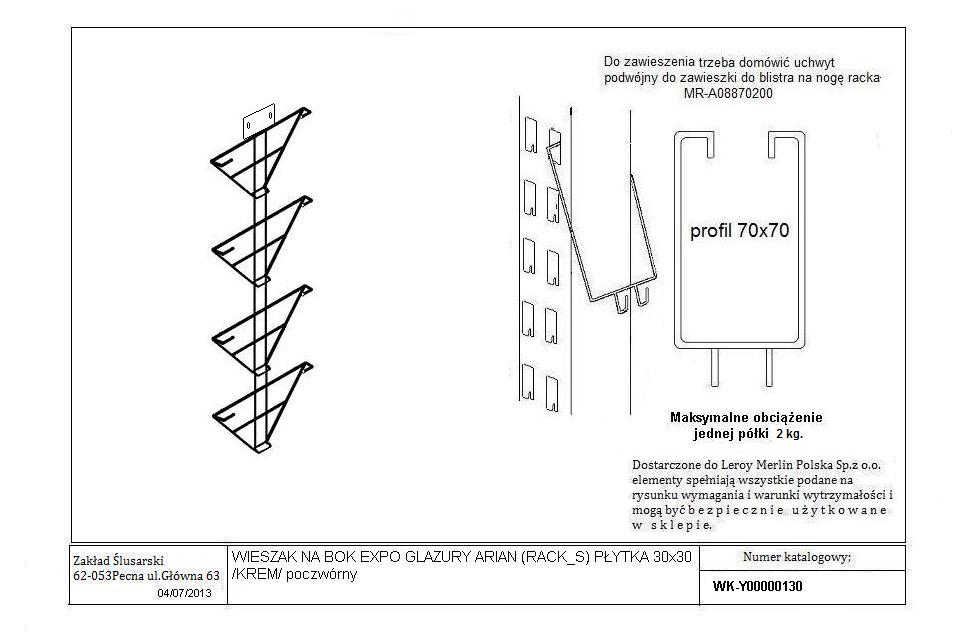 Do zawieszenia trzeba domówić uchwyt
podwójny do zawieszki do blistra na nogę racka
MR-A08870200
profil 70x70
Maksymalne obciążenie
jednej półki 2 kg.
Dostarczone do Leroy Merlin Polska Sp.z o.o.
elementy spełniają wszystkie podane na
rysunku wymagania i warunki wytrzymałości i
mogą być b e z p i e c z n i e u ż y t k o w a n e
w s k l e p i e.
Zakład Ślusarski
62-053Pecna ul.Główna 63
04/07/2013
WIESZAK NA BOK EXPO GLAZURY ARIAN (RACK_S) PŁYTKA 30x30
/KREM/ poczwórny
Numer katalogowy;
WK-Y00000130